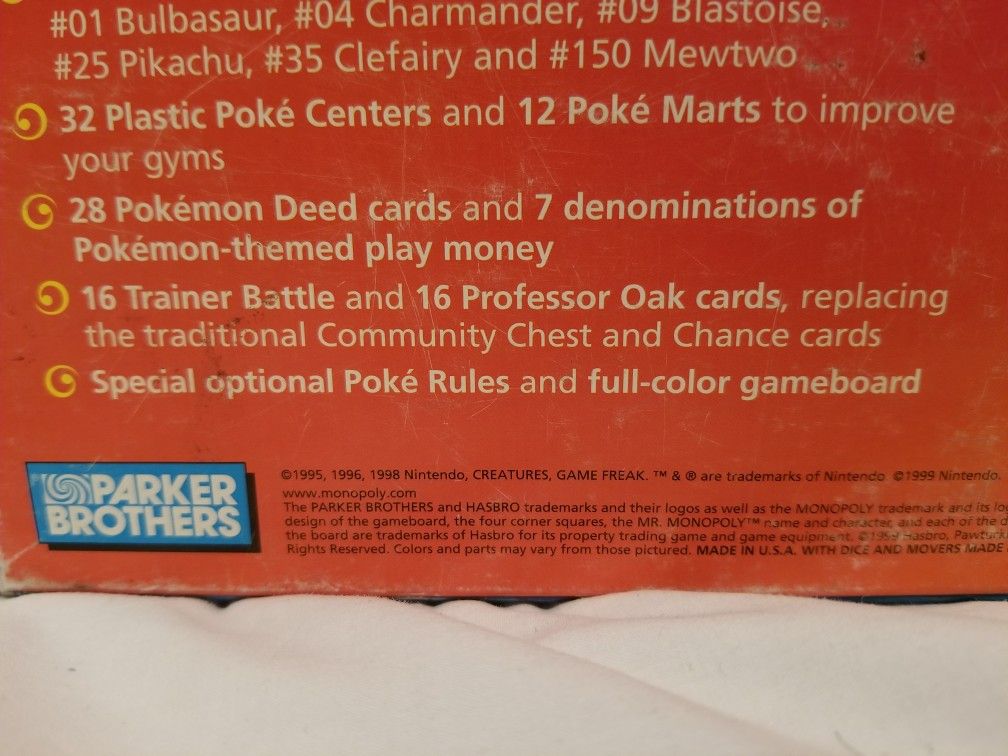 #01 Bulbasaur, #04 Charmander, #09 Blastoise,
#25 Pikachu, #35 Clefairy and #150 Mewtwo
32 Plastic Poké Centers and 12 Poké Marts to improve
your gyms
28 Pokémon Deed cards and 7 denominations of
Pokémon-themed play money
16 Trainer Battle and 16 Professor Oak cards, replacing
the traditional Community Chest and Chance cards
Special optional Poké Rules and full-color gameboard
PARKER
BROTHERS
©1995, 1996, 1998 Nintendo, CREATURES, GAME FREAK. ™ & ® are trademarks of Nintendo ©1999 Nintendo.
www.monopoly.com
The PARKER BROTHERS and HASBRO trademarks and their logos as well as the MONOPOLY trademark and its
design of the gameboard, the four corner squares, the MR. MONOPOLY™ name and character, and each of the
the board are trademarks of Hasbro for its property trading game and game equipment. ©1999 Hasbro,
Rights Reserved. Colors and parts may vary from those pictured. MADE IN U.S.A. WITH DICE AND MOVERS MADE